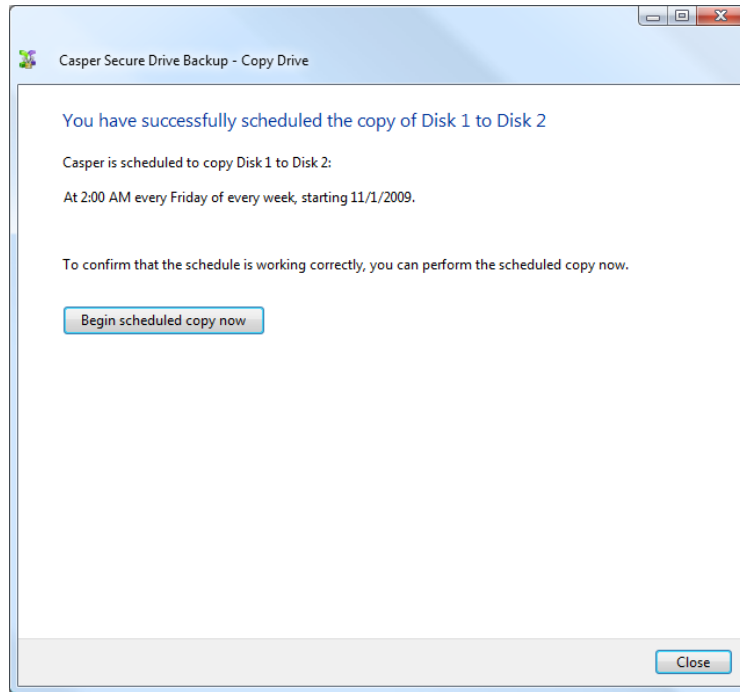 Casper Secure Drive Backup - Copy Drive
You have successfully scheduled the copy of Disk 1 to Disk 2
Casper is scheduled to copy Disk 1 to Disk 2:
At 2:00 AM every Friday of every week, starting 11/1/2009.
To confirm that the schedule is working correctly, you can perform the scheduled copy now.
Begin scheduled copy now
Close